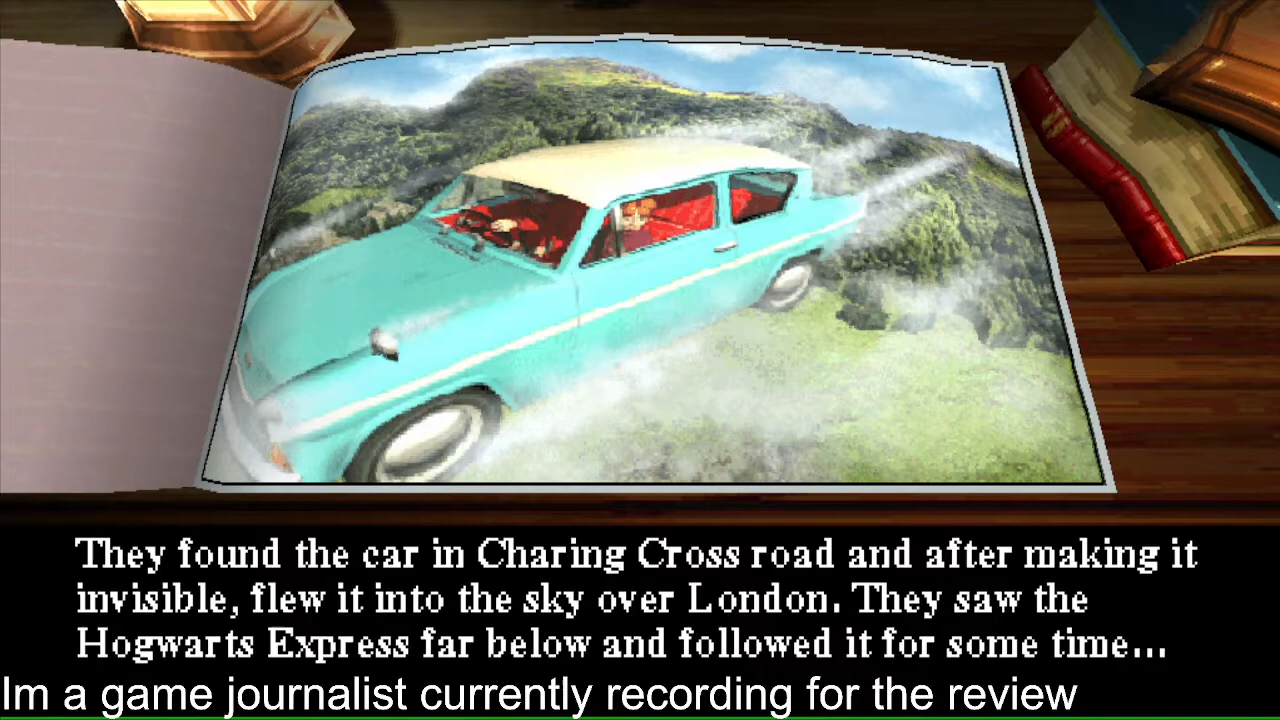 They found the car in Charing Cross road and after making it
invisible, flew it into the sky over London. They saw the
Hogwarts Express far below and followed it for some time...
Im a game journalist currently recording for the review